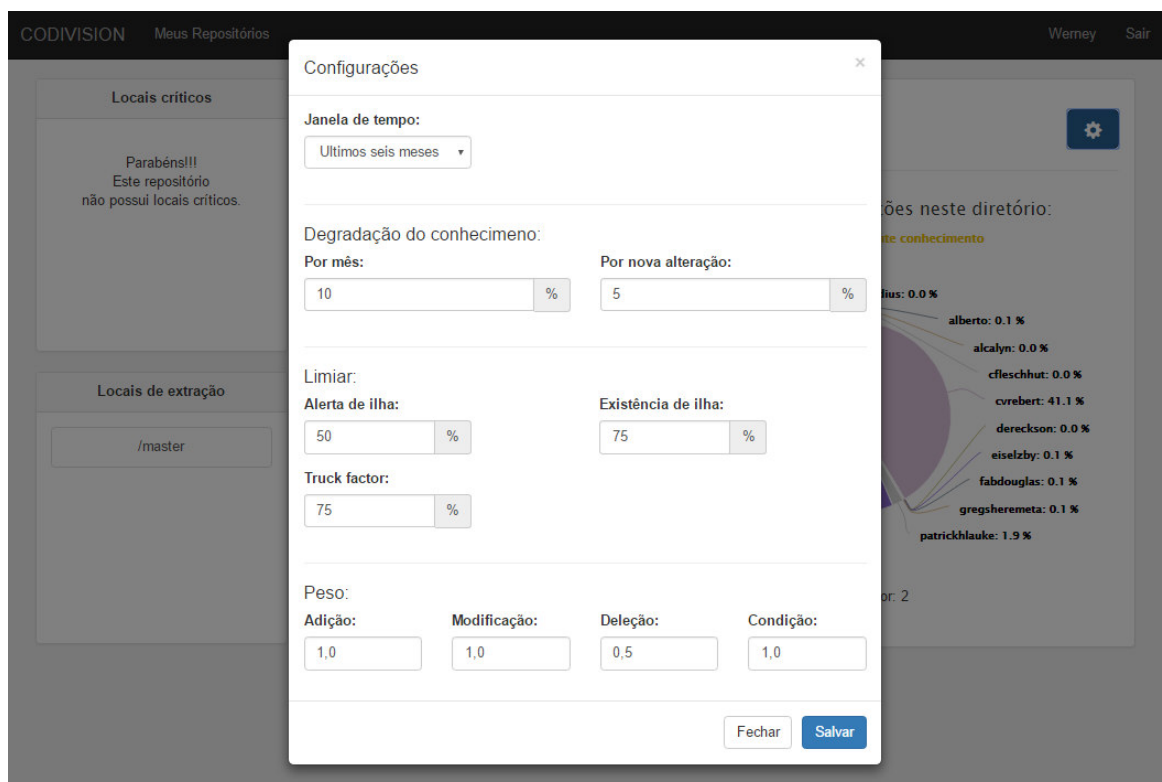 CODIVISION Meus Repositórios Werney Sair
Locais críticos
Parabéns!!!
Este repositório
não possui locais críticos.
Locais de extração
/master
Configurações ×
Janela de tempo:
Ultimos seis meses
Degradação do conhecimeno:
Por mês: Por nova alteração:
10 % 5 %
Limiar:
Alerta de ilha: Existência de ilha:
50 % 75 %
Truck factor:
75 %
Peso:
Adição: Modificação: Deleção: Condição:
1,0 1,0 0,5 1,0
Fechar Salvar
ões neste diretório:
conhecimento
lius: 0.0 %
alberto: 0.1 %
alcalyn: 0.0 %
cfleschhut: 0.0 %
cvrebert: 41.1 %
dereckson: 0.0 %
eiselzby: 0.1 %
fabdouglas: 0.1 %
gregsheremeta: 0.1 %
patrickhlauke: 1.9 %
or: 2